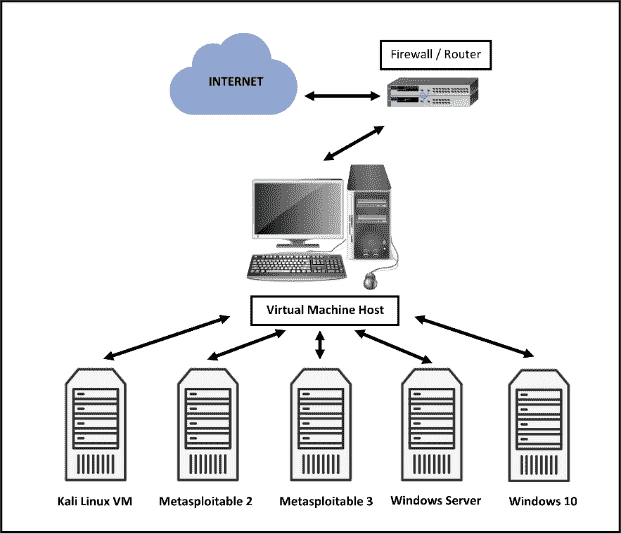 INTERNET
Firewall / Router
Virtual Machine Host
Kali Linux VM
Metasploitable 2
Metasploitable 3
Windows Server
Windows 10